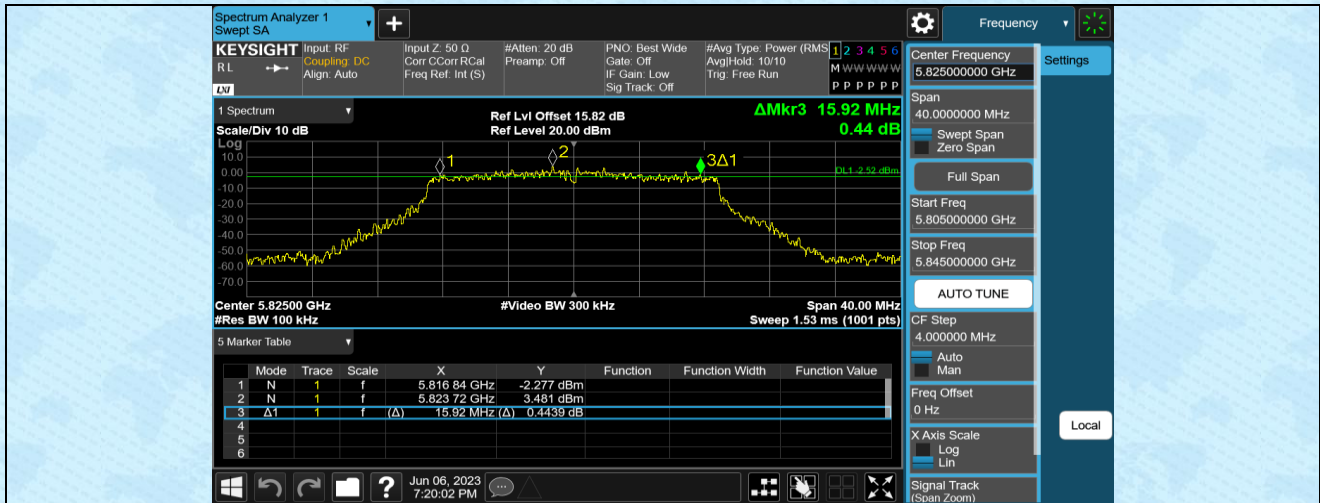 Spectrum Analyzer 1
Swept SA
+
Frequency
KEYSIGHT
RL
LXI
Input: RF
Coupling: DC
Align: Auto
Input Z: 50 Ω
Corr CCorr RCal
Freq Ref: Int (S)
#Atten: 20 dB
Preamp: Off
PNO: Best Wide
Gate: Off
IF Gain: Low
Sig Track: Off
#Avg Type: Power (RMS
Avg|Hold: 10/10
Trig: Free Run
1 2 3 4 5 6
M W W W W W
P P P P P P
1 Spectrum
Scale/Div 10 dB
Ref Lvl Offset 15.82 dB
Ref Level 20.00 dBm
ΔMkr3 15.92 MHz
0.44 dB
Log
10.0
0.00
-10.0
-20.0
-30.0
-40.0
-50.0
-60.0
-70.0
1
2
3Δ1
DL1 -2.52 dBm
Center 5.82500 GHz
#Res BW 100 kHz
#Video BW 300 kHz
Span 40.00 MHz
Sweep 1.53 ms (1001 pts)
5 Marker Table
Mode Trace Scale X Y Function Function Width Function Value
1 N 1 f 5.816 84 GHz -2.277 dBm
2 N 1 f 5.823 72 GHz 3.481 dBm
3 Δ1 1 f (Δ) 15.92 MHz (Δ) 0.4439 dB
4
5
6
?
Jun 06, 2023
7:20:02 PM
Center Frequency
5.825000000 GHz
Settings
Span
40.0000000 MHz
Swept Span
Zero Span
Full Span
Start Freq
5.805000000 GHz
Stop Freq
5.845000000 GHz
AUTO TUNE
CF Step
4.000000 MHz
Auto
Man
Freq Offset
0 Hz
X Axis Scale
Log
Lin
Local
Signal Track
(Span Zoom)